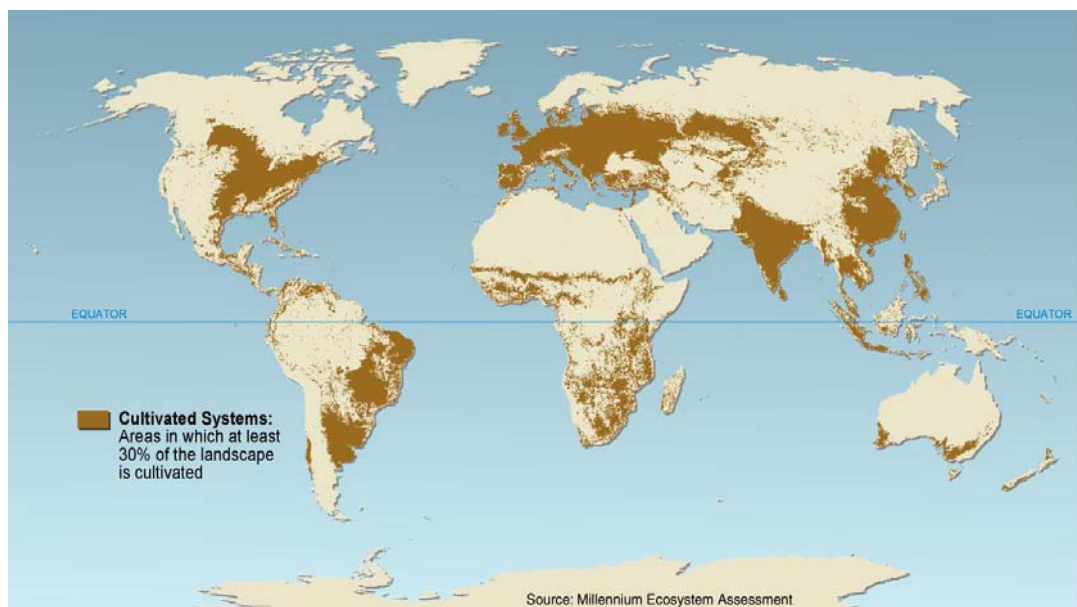 EQUATOR
EQUATOR
Cultivated Systems:
Areas in which at least
30% of the landscape
is cultivated
Source: Millennium Ecosystem Assessment